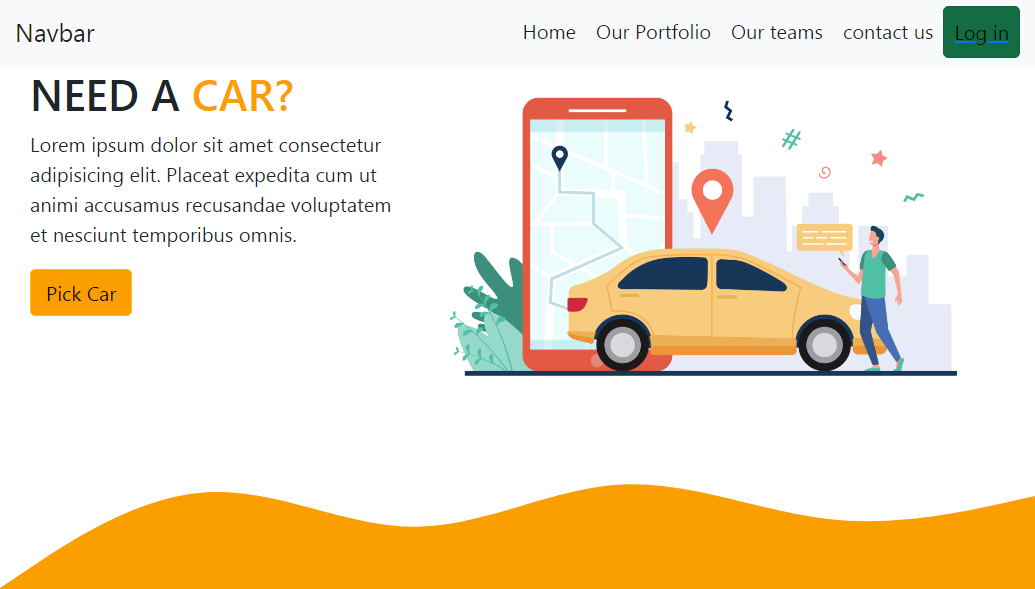 Navbar
Home Our Portfolio Our teams contact us Log in
NEED A CAR?
Lorem ipsum dolor sit amet consectetur
adipisicing elit. Placeat expedita cum ut
animi accusamus recusandae voluptatem
et nesciunt temporibus omnis.
Pick Car